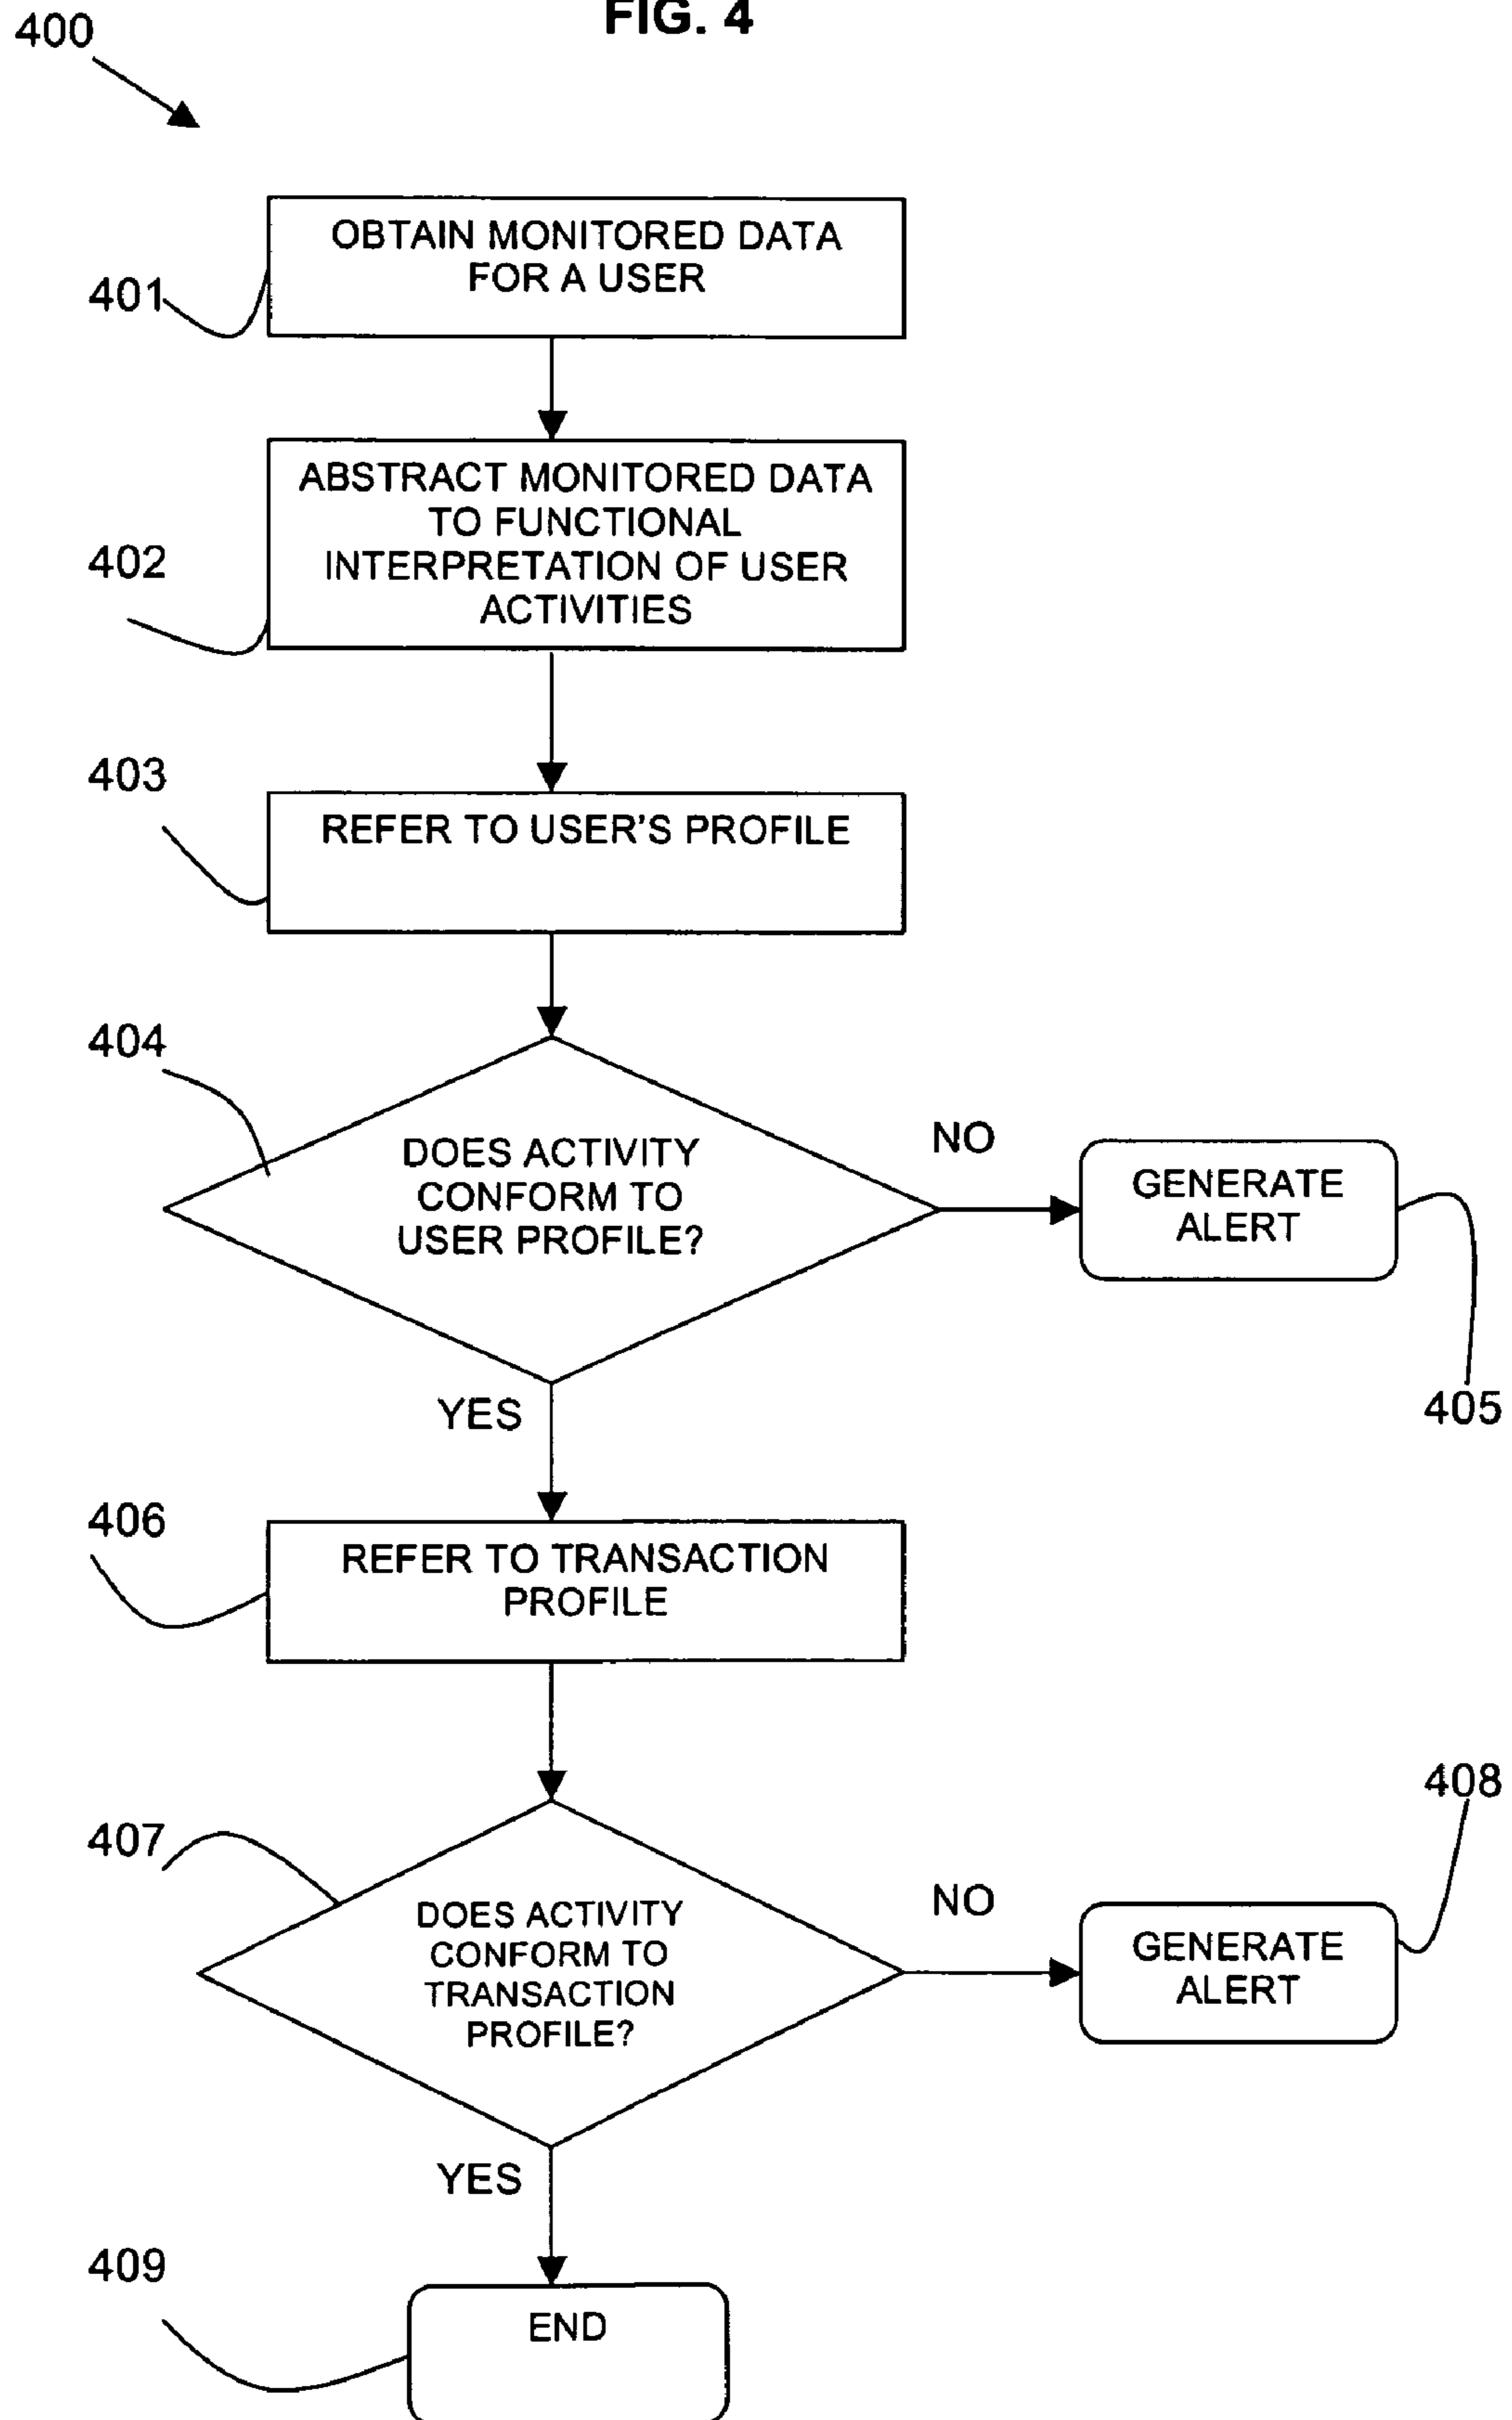 FIG. 4
400
OBTAIN MONITORED DATA
FOR A USER
401
ABSTRACT MONITORED DATA
TO FUNCTIONAL
INTERPRETATION OF USER
ACTIVITIES
402
403
REFER TO USER'S PROFILE
404
DOES ACTIVITY
CONFORM TO
USER PROFILE?
NO
GENERATE
ALERT
405
YES
406
REFER TO TRANSACTION
PROFILE
407
DOES ACTIVITY
CONFORM TO
TRANSACTION
PROFILE?
NO
GENERATE
ALERT
408
YES
409
END